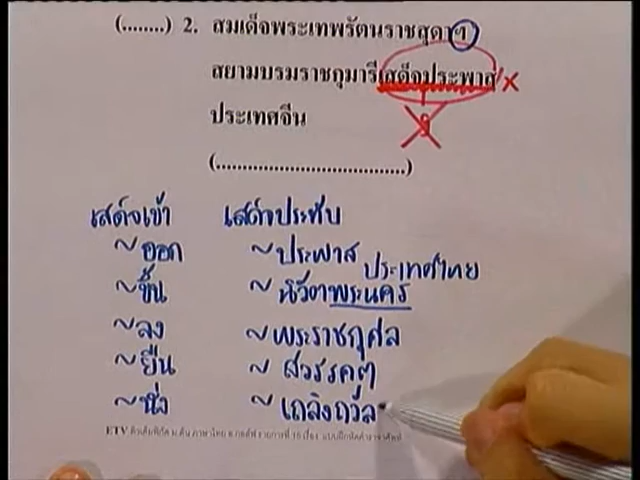 (........) 2. สมเด็จพระเทพรัตนราชสุดาฯ
สยามบรมราชกุมารีเสด็จประพาส x
ประเทศจีน
(................................)
เสด็จเข้า เสด็จประทับ
~ออก ~ประพาส ประเทศไทย
~ขึ้น ~นิวัตพระนคร
~ลง ~พระราชกุศล
~ยืน ~สวรรคต
~นั่ง ~เถลิงถวัล
ETV